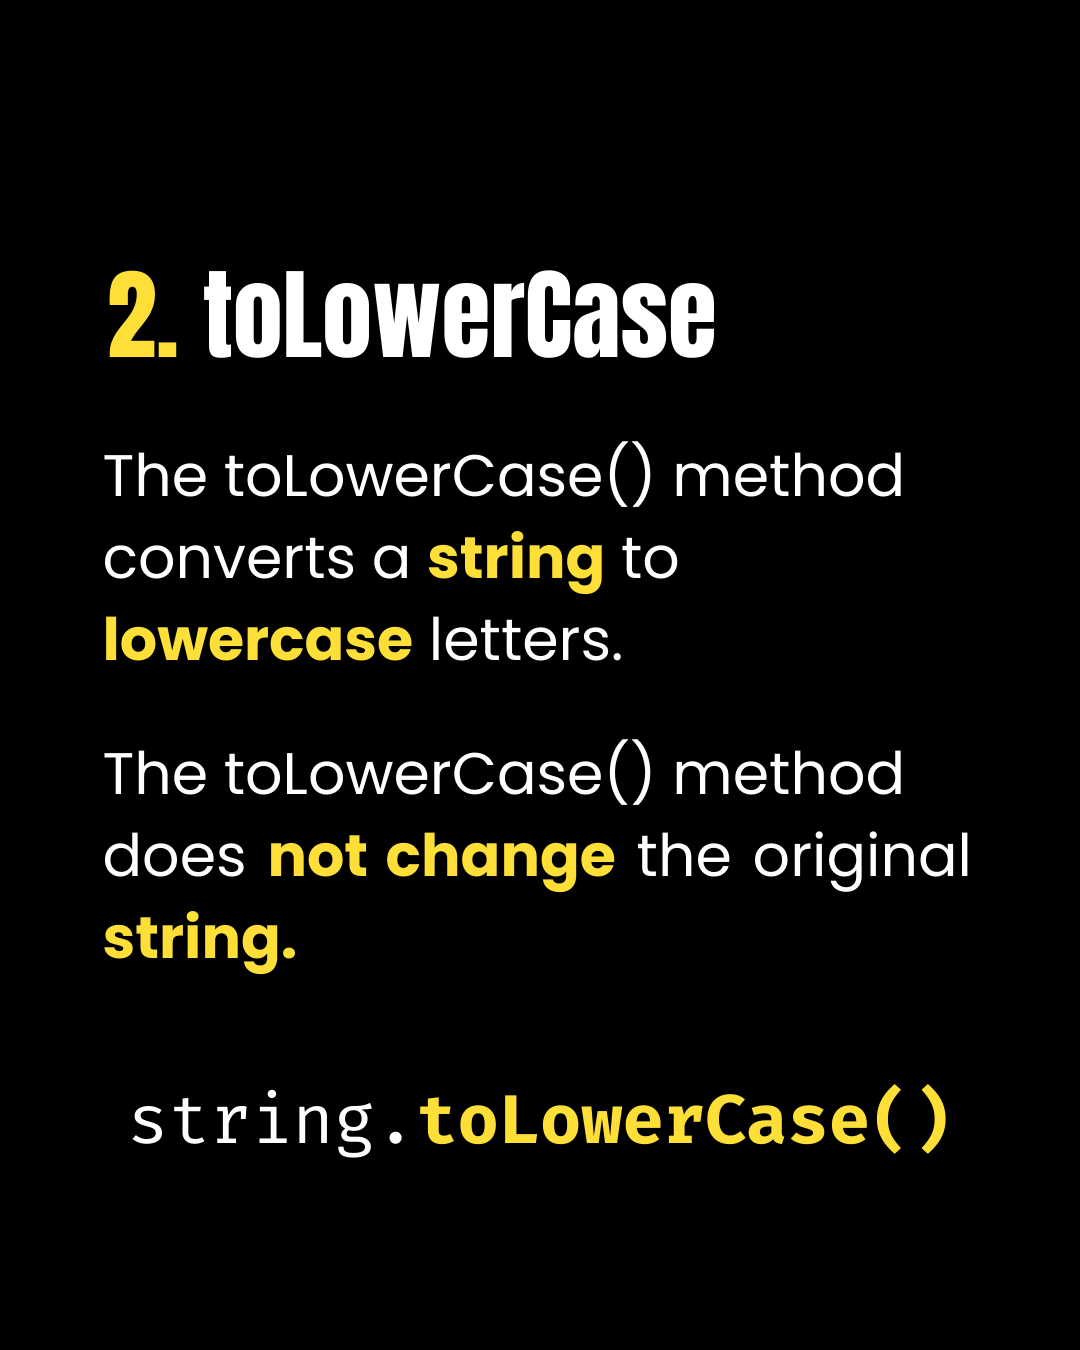 2. toLowerCase
The toLowerCase() method
converts a string to
lowercase letters.
The toLowerCase() method
does not change the original
string.
string.toLowerCase()